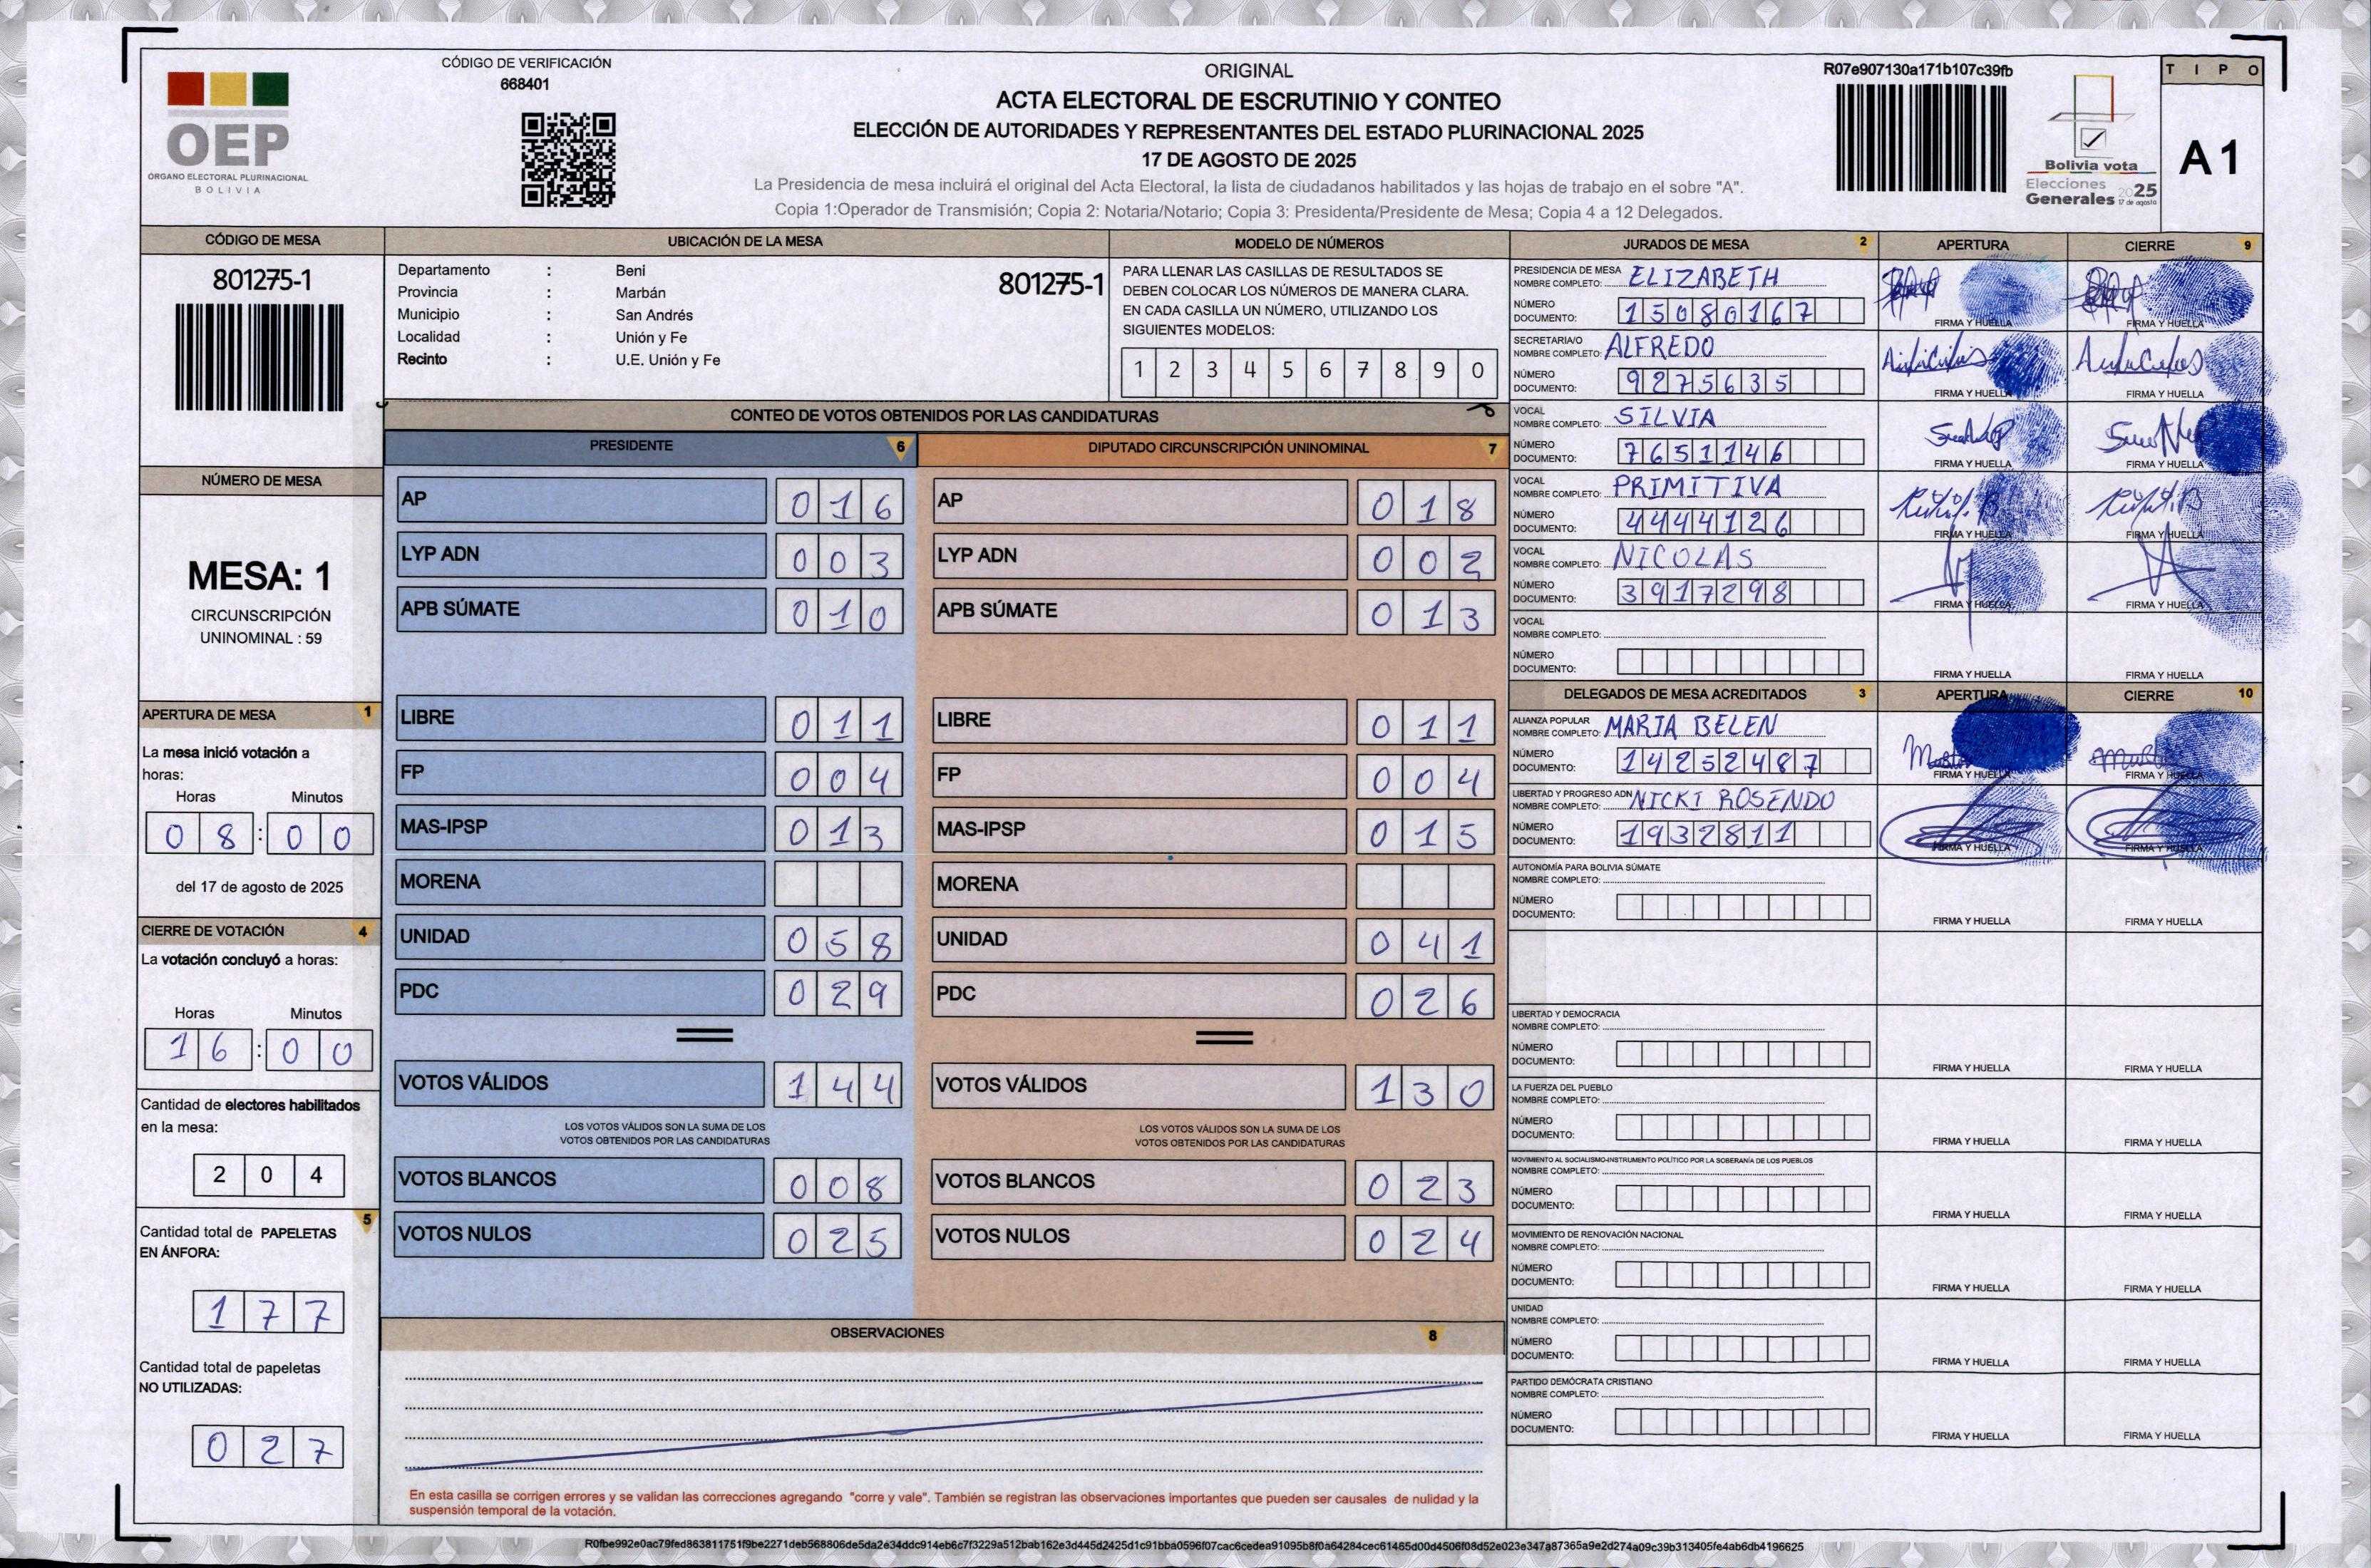 CÓDIGO DE VERIFICACIÓN
668401
OEP
ÓRGANO ELECTORAL PLURINACIONAL
BOLIVIA
ORIGINAL
ACTA ELECTORAL DE ESCRUTINIO Y CONTEO
ELECCIÓN DE AUTORIDADES Y REPRESENTANTES DEL ESTADO PLURINACIONAL 2025
17 DE AGOSTO DE 2025
La Presidencia de mesa incluirá el original del Acta Electoral, la lista de ciudadanos habilitados y las hojas de trabajo en el sobre "A".
Copia 1:Operador de Transmisión; Copia 2: Notaria/Notario; Copia 3: Presidenta/Presidente de Mesa; Copia 4 a 12 Delegados.
R07e907130a171b107c39fb
Bolivia vota
Elecciones
Generales 2025
17 de agosto
TIPO
A 1
CÓDIGO DE MESA
801275-1
NÚMERO DE MESA
MESA: 1
CIRCUNSCRIPCIÓN
UNINOMINAL : 59
APERTURA DE MESA 1
La mesa inició votación a
horas:
Horas Minutos
08 : 00
del 17 de agosto de 2025
CIERRE DE VOTACIÓN 4
La votación concluyó a horas:
Horas Minutos
16 : 00
Cantidad de electores habilitados
en la mesa:
204
5
Cantidad total de PAPELETAS
EN ÁNFORA:
177
Cantidad total de papeletas
NO UTILIZADAS:
027
UBICACIÓN DE LA MESA
Departamento : Beni
801275-1
Provincia : Marbán
Municipio : San Andrés
Localidad : Unión y Fe
Recinto : U.E. Unión y Fe
MODELO DE NÚMEROS
PARA LLENAR LAS CASILLAS DE RESULTADOS SE
DEBEN COLOCAR LOS NÚMEROS DE MANERA CLARA.
EN CADA CASILLA UN NÚMERO, UTILIZANDO LOS
SIGUIENTES MODELOS:
1 2 3 4 5 6 7 8 9 0
CONTEO DE VOTOS OBTENIDOS POR LAS CANDIDATURAS
PRESIDENTE 6
AP 016
LYP ADN 003
APB SÚMATE 010
LIBRE 011
FP 004
MAS-IPSP 013
MORENA
UNIDAD 058
PDC 029
VOTOS VÁLIDOS 144
LOS VOTOS VÁLIDOS SON LA SUMA DE LOS
VOTOS OBTENIDOS POR LAS CANDIDATURAS
VOTOS BLANCOS 008
VOTOS NULOS 025
DIPUTADO CIRCUNSCRIPCIÓN UNINOMINAL 7
AP 018
LYP ADN 002
APB SÚMATE 013
LIBRE 011
FP 004
MAS-IPSP 015
MORENA
UNIDAD 041
PDC 026
VOTOS VÁLIDOS 130
LOS VOTOS VÁLIDOS SON LA SUMA DE LOS
VOTOS OBTENIDOS POR LAS CANDIDATURAS
VOTOS BLANCOS 023
VOTOS NULOS 024
OBSERVACIONES 8
En esta casilla se corrigen errores y se validan las correcciones agregando "corre y vale". También se registran las observaciones importantes que pueden ser causales de nulidad y la
suspensión temporal de la votación.
JURADOS DE MESA 2 APERTURA CIERRE 9
PRESIDENCIA DE MESA
NOMBRE COMPLETO: ELIZABETH
NÚMERO
DOCUMENTO: 15080167
FIRMA Y HUELLA FIRMA Y HUELLA
SECRETARIA/O
NOMBRE COMPLETO: ALFREDO
NÚMERO
DOCUMENTO: 9275635
FIRMA Y HUELLA FIRMA Y HUELLA
VOCAL
NOMBRE COMPLETO: SILVIA
NÚMERO
DOCUMENTO: 7651146
FIRMA Y HUELLA FIRMA Y HUELLA
VOCAL
NOMBRE COMPLETO: PRIMITIVA
NÚMERO
DOCUMENTO: 4444126
FIRMA Y HUELLA FIRMA Y HUELLA
VOCAL
NOMBRE COMPLETO: NICOLAS
NÚMERO
DOCUMENTO: 3917298
FIRMA Y HUELLA FIRMA Y HUELLA
VOCAL
NOMBRE COMPLETO:
NÚMERO
DOCUMENTO:
FIRMA Y HUELLA FIRMA Y HUELLA
DELEGADOS DE MESA ACREDITADOS 3 APERTURA CIERRE 10
ALIANZA POPULAR
NOMBRE COMPLETO: MARIA BELEN
NÚMERO
DOCUMENTO: 14252487
FIRMA Y HUELLA FIRMA Y HUELLA
LIBERTAD Y PROGRESO ADN
NOMBRE COMPLETO: NICKI ROSENDO
NÚMERO
DOCUMENTO: 1932811
FIRMA Y HUELLA FIRMA Y HUELLA
AUTONOMÍA PARA BOLIVIA SÚMATE
NOMBRE COMPLETO:
NÚMERO
DOCUMENTO:
FIRMA Y HUELLA FIRMA Y HUELLA
LIBERTAD Y DEMOCRACIA
NOMBRE COMPLETO:
NÚMERO
DOCUMENTO:
FIRMA Y HUELLA FIRMA Y HUELLA
LA FUERZA DEL PUEBLO
NOMBRE COMPLETO:
NÚMERO
DOCUMENTO:
FIRMA Y HUELLA FIRMA Y HUELLA
MOVIMIENTO AL SOCIALISMO-INSTRUMENTO POLÍTICO POR LA SOBERANÍA DE LOS PUEBLOS
NOMBRE COMPLETO:
NÚMERO
DOCUMENTO:
FIRMA Y HUELLA FIRMA Y HUELLA
MOVIMIENTO DE RENOVACIÓN NACIONAL
NOMBRE COMPLETO:
NÚMERO
DOCUMENTO:
FIRMA Y HUELLA FIRMA Y HUELLA
UNIDAD
NOMBRE COMPLETO:
NÚMERO
DOCUMENTO:
FIRMA Y HUELLA FIRMA Y HUELLA
PARTIDO DEMÓCRATA CRISTIANO
NOMBRE COMPLETO:
NÚMERO
DOCUMENTO:
FIRMA Y HUELLA FIRMA Y HUELLA